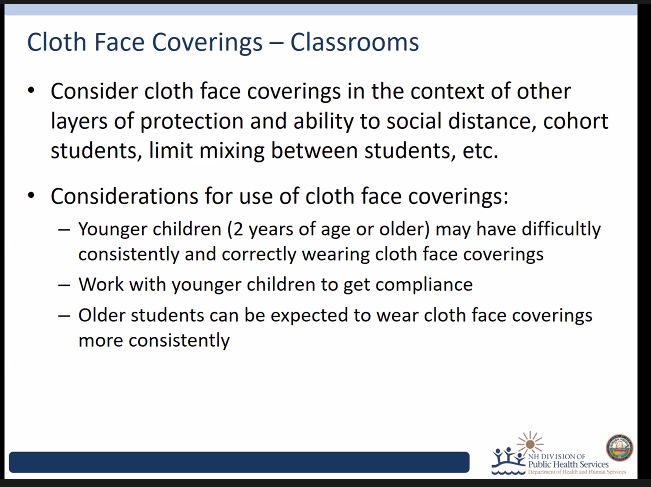 Cloth Face Coverings – Classrooms
• Consider cloth face coverings in the context of other
layers of protection and ability to social distance, cohort
students, limit mixing between students, etc.
• Considerations for use of cloth face coverings:
– Younger children (2 years of age or older) may have difficultly
consistently and correctly wearing cloth face coverings
– Work with younger children to get compliance
– Older students can be expected to wear cloth face coverings
more consistently
NH DIVISION OF
Public Health Services
Department of Health and Human Services